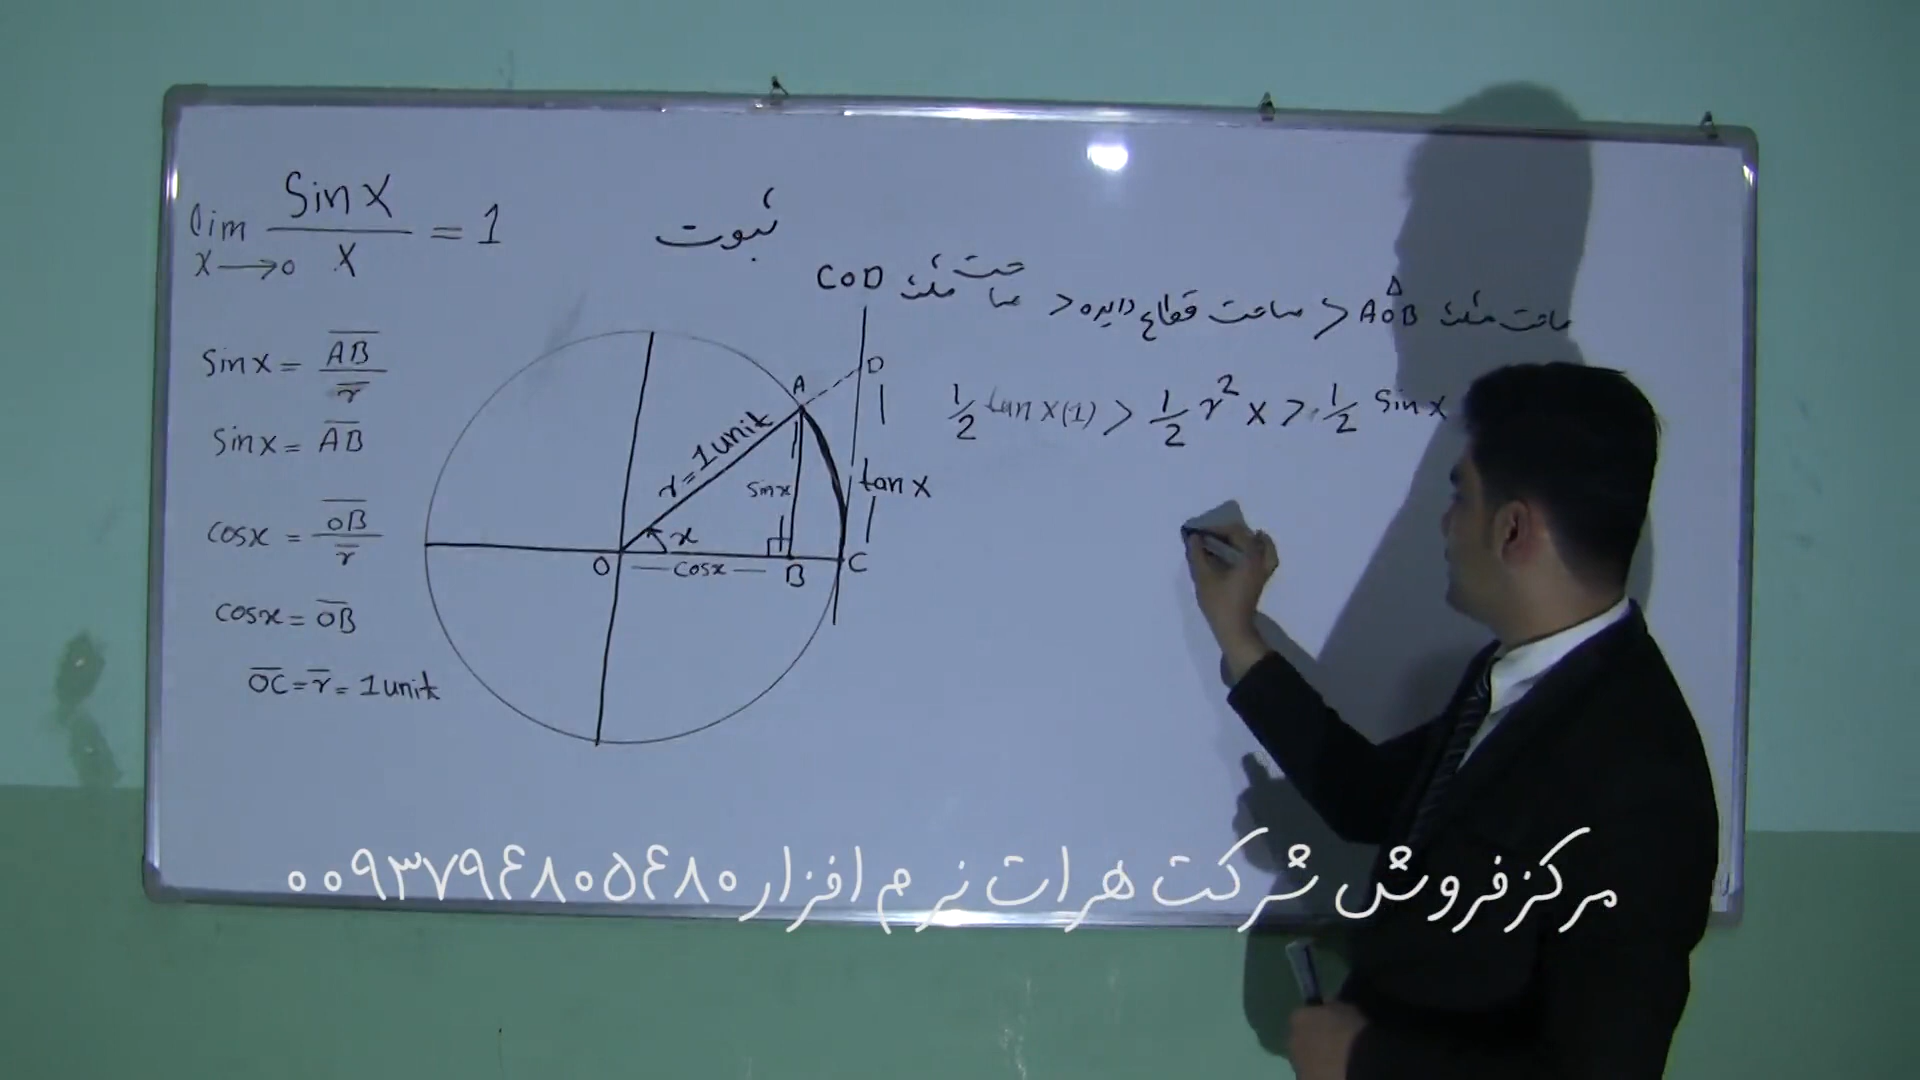 lim sin x / x = 1
x → 0
ثبوت
مساحت مثلث COD > مساحت قطاع دایره > مساحت مثلث AOB
Δ
sin x = AB / r
sin x = AB
cos x = OB / r
cos x = OB
OC = r = 1 unit
A
D
r = 1 unit
sin x
tan x
x
O
cos x
B
C
1/2 tan x (1) > 1/2 r² x > 1/2 sin x
مرکز فروش شرکت هرات نرم افزار ۰۰۹۳۷۹۴۸۰۵۴۸۰